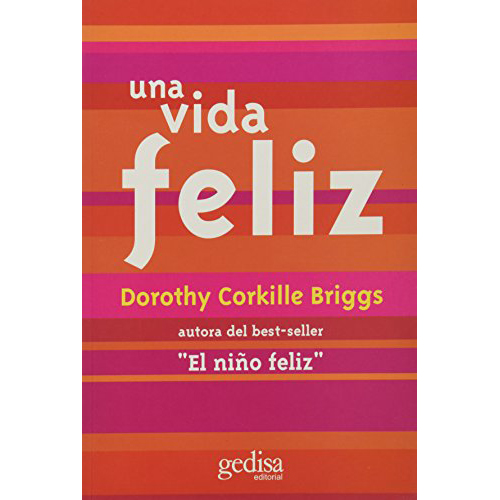 una
vida
feliz
Dorothy Corkille Briggs
autora del best-seller
"El niño feliz"
gedisa
editorial